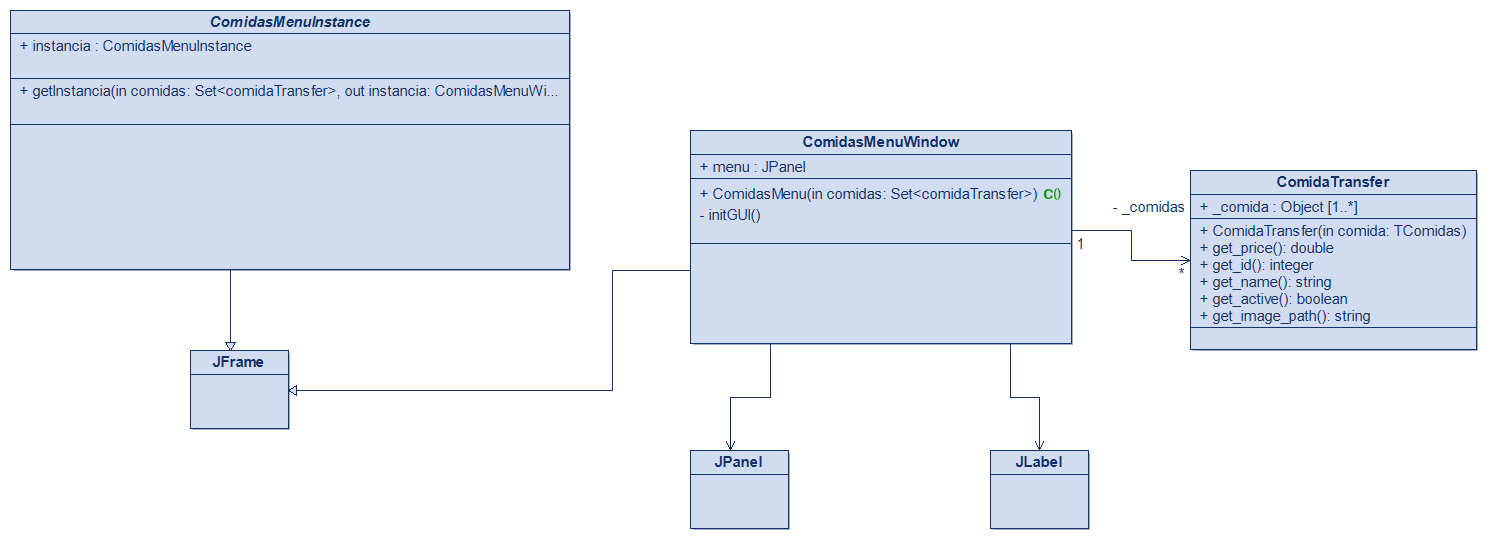 ComidasMenuInstance
+ instancia : ComidasMenuInstance
+ getInstancia(in comidas: Set<comidaTransfer>, out instancia: ComidasMenuWi...
ComidasMenuWindow
+ menu : JPanel
+ ComidasMenu(in comidas: Set<comidaTransfer>) C()
- initGUI()
- _comidas
1
*
ComidaTransfer
+ _comida : Object [1..*]
+ ComidaTransfer(in comida: TComidas)
+ get_price(): double
+ get_id(): integer
+ get_name(): string
+ get_active(): boolean
+ get_image_path(): string
JFrame
JPanel
JLabel